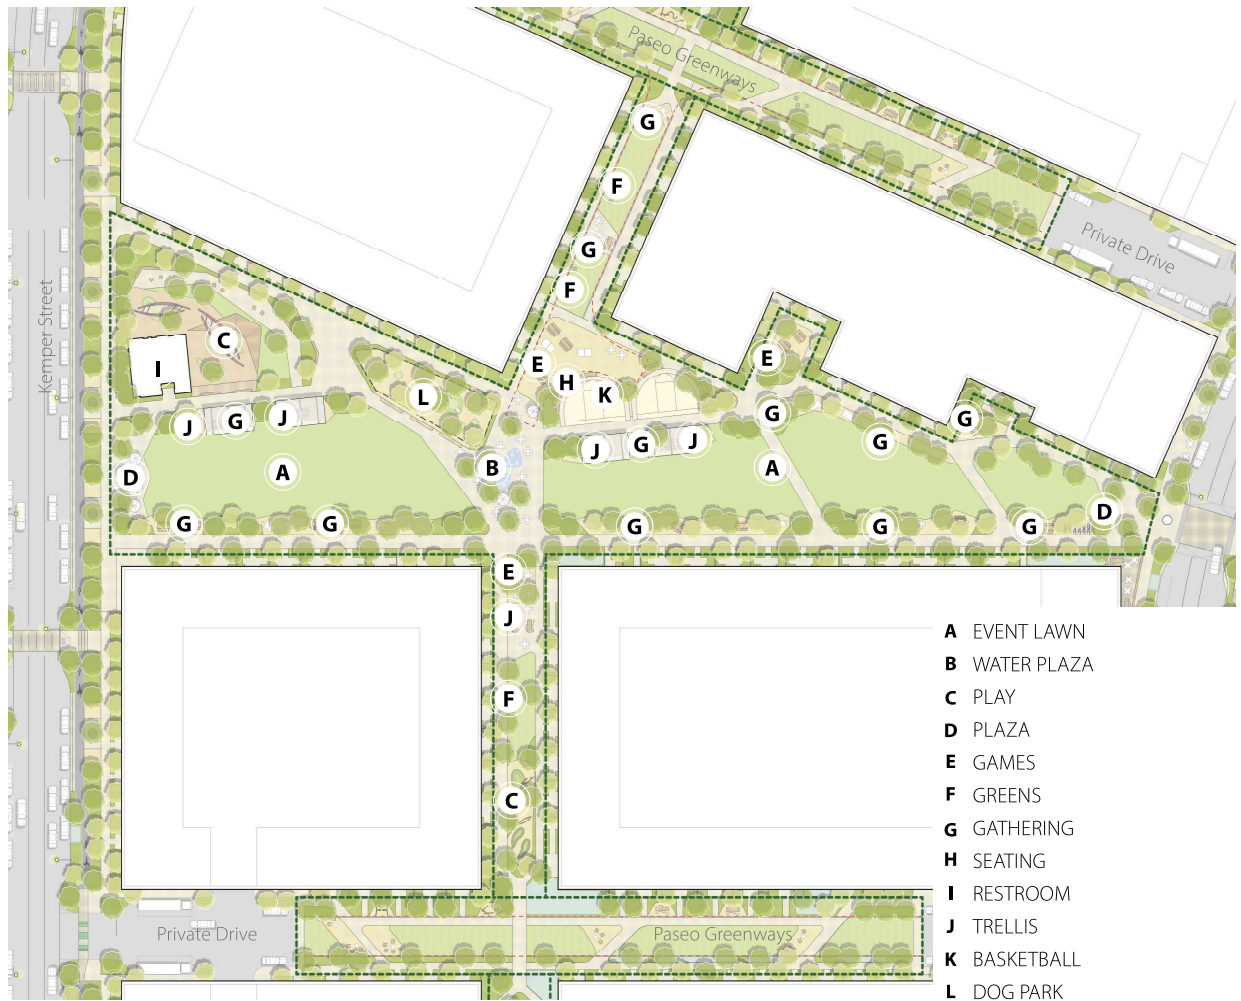 Paseo Greenways
G
F
Private Drive
G
F
Kemper Street
C
E
E
I
H
K
L
G
G
J
G
J
G
J
G
J
B
A
A
D
D
G
G
G
G
G
E
J
F
C
Private Drive
Paseo Greenways
A EVENT LAWN
B WATER PLAZA
C PLAY
D PLAZA
E GAMES
F GREENS
G GATHERING
H SEATING
I RESTROOM
J TRELLIS
K BASKETBALL
L DOG PARK